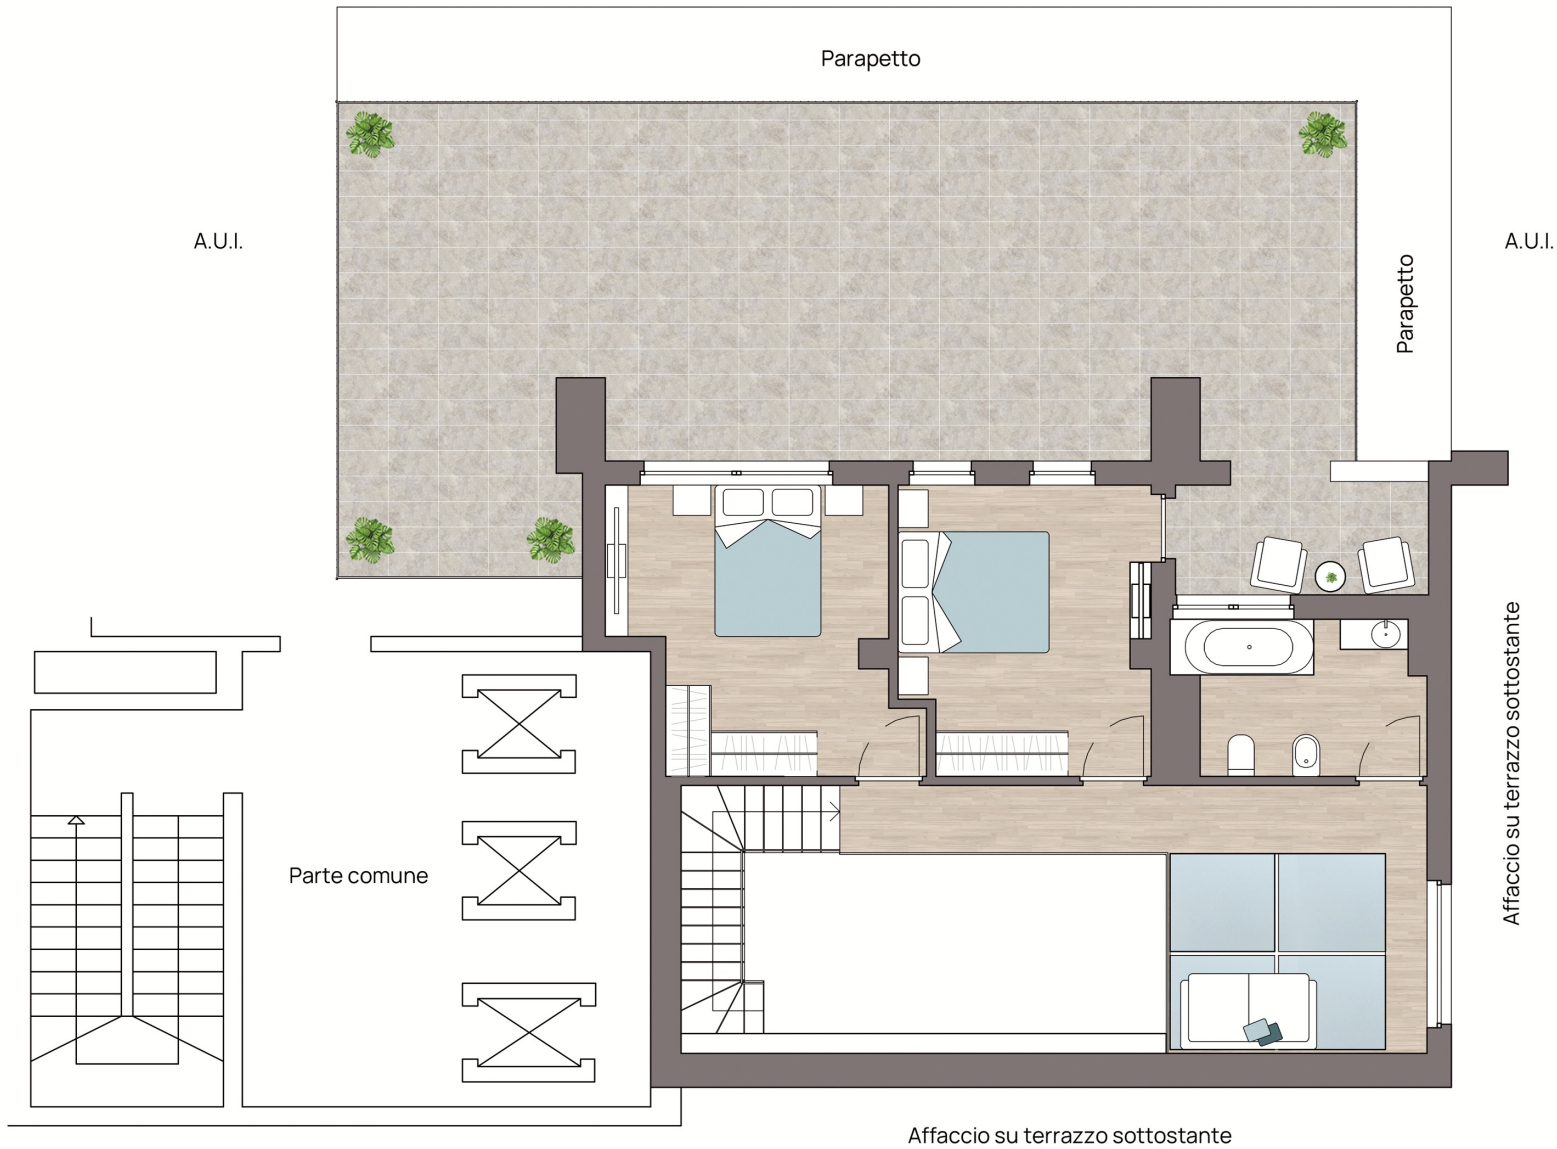 Parapetto
A.U.I.
A.U.I.
Parapetto
Affaccio su terrazzo sottostante
Parte comune
Affaccio su terrazzo sottostante